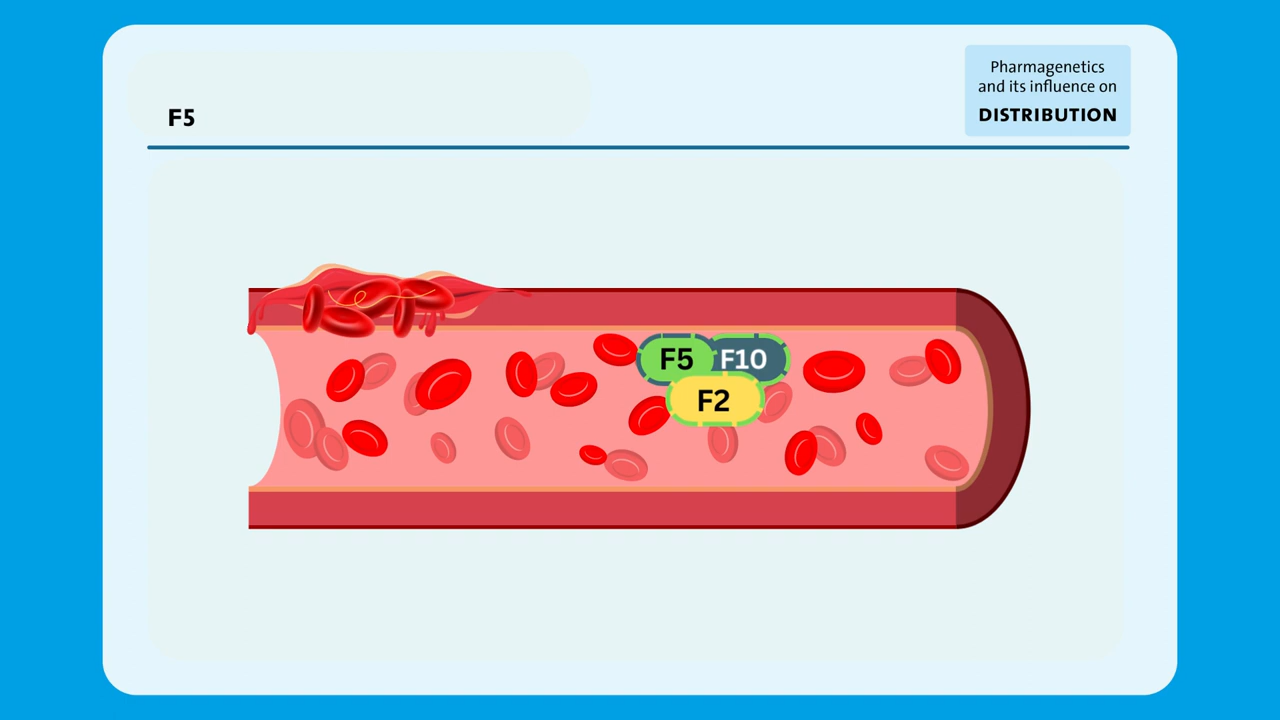 Pharmagenetics
and its influence on
DISTRIBUTION
F5
F5
F10
F2